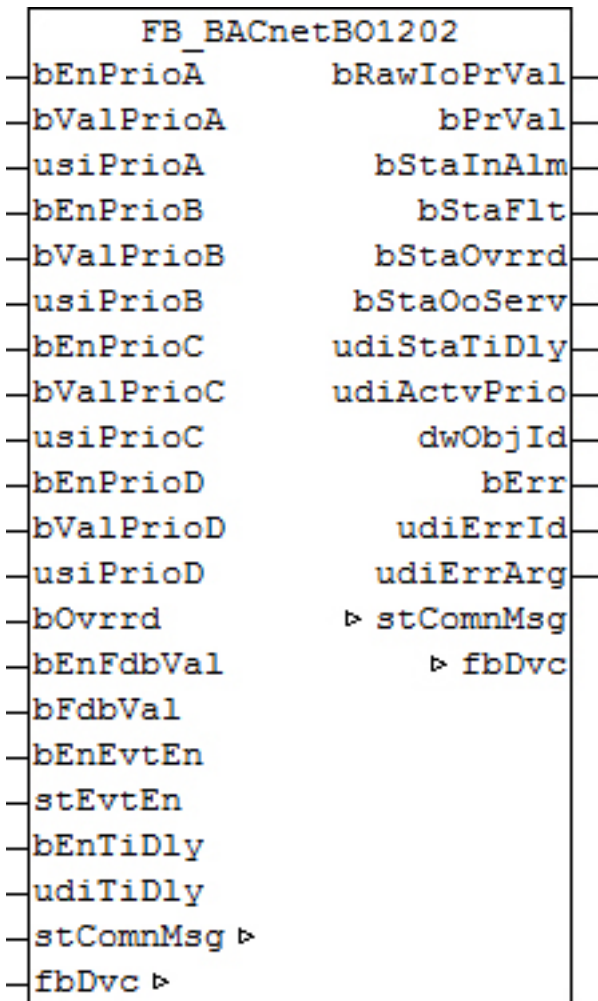 FB_BACnetBO1202
bEnPrioA bRawIoPrVal
bValPrioA bPrVal
usiPrioA bStaInAlm
bEnPrioB bStaFlt
bValPrioB bStaOvrrd
usiPrioB bStaOoServ
bEnPrioC udiStaTiDly
bValPrioC udiActvPrio
usiPrioC dwObjId
bEnPrioD bErr
bValPrioD udiErrId
usiPrioD udiErrArg
bOvrrd ▹ stComnMsg
bEnFdbVal ▹ fbDvc
bFdbVal
bEnEvtEn
stEvtEn
bEnTiDly
udiTiDly
stComnMsg ▹
fbDvc ▹